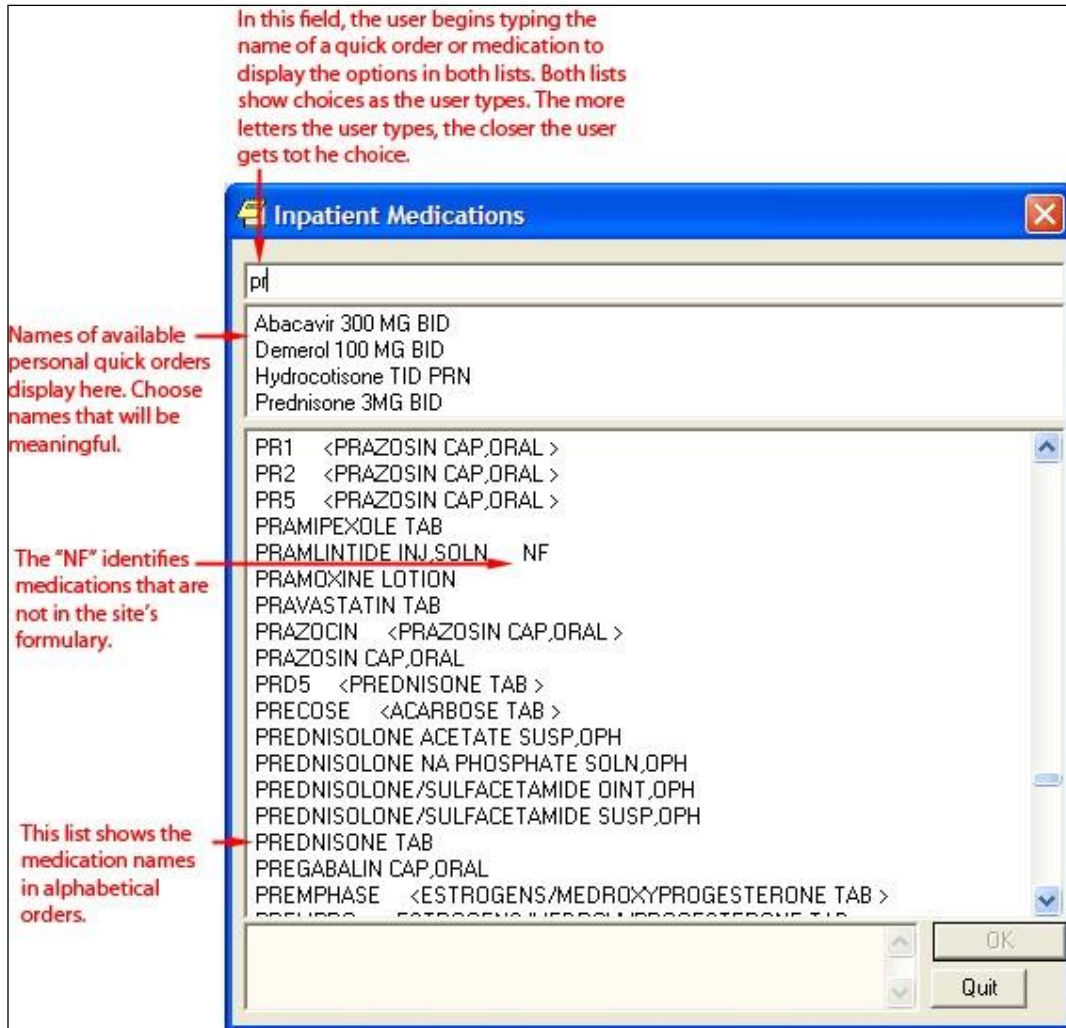 In this field, the user begins typing the
name of a quick order or medication to
display the options in both lists. Both lists
show choices as the user types. The more
letters the user types, the closer the user
gets tot he choice.
Inpatient Medications
pr
Names of available
personal quick orders
display here. Choose
names that will be
meaningful.
Abacavir 300 MG BID
Demerol 100 MG BID
Hydrocotisone TID PRN
Prednisone 3MG BID
PR1 <PRAZOSIN CAP,ORAL >
PR2 <PRAZOSIN CAP,ORAL >
PR5 <PRAZOSIN CAP,ORAL >
PRAMIPEXOLE TAB
PRAMLINTIDE INJ,SOLN NF
PRAMOXINE LOTION
PRAVASTATIN TAB
PRAZOCIN <PRAZOSIN CAP,ORAL >
PRAZOSIN CAP,ORAL
PRD5 <PREDNISONE TAB >
PRECOSE <ACARBOSE TAB >
PREDNISOLONE ACETATE SUSP,OPH
PREDNISOLONE NA PHOSPHATE SOLN,OPH
PREDNISOLONE/SULFACETAMIDE OINT,OPH
PREDNISOLONE/SULFACETAMIDE SUSP,OPH
PREDNISONE TAB
PREGABALIN CAP,ORAL
PREMPHASE <ESTROGENS/MEDROXYPROGESTERONE TAB >
The “NF” identifies
medications that are
not in the site’s
formulary.
This list shows the
medication names
in alphabetical
orders.
OK
Quit